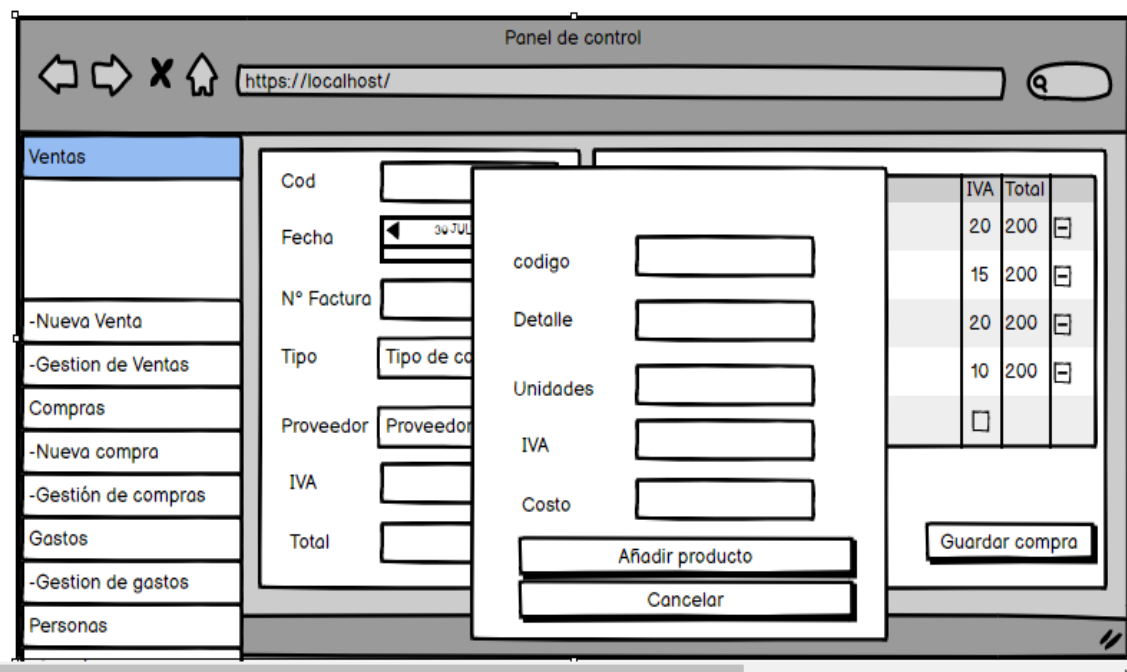 Panel de control
https://localhost/
Ventas
-Nueva Venta
-Gestion de Ventas
Compras
-Nueva compra
-Gestión de compras
Gastos
-Gestion de gastos
Personas
Cod
Fecha
30 JUL
N° Factura
Tipo
Tipo de co
Proveedor
Proveedor
IVA
Total
codigo
Detalle
Unidades
IVA
Costo
Añadir producto
Cancelar
IVA Total
20 200
15 200
20 200
10 200
Guardar compra